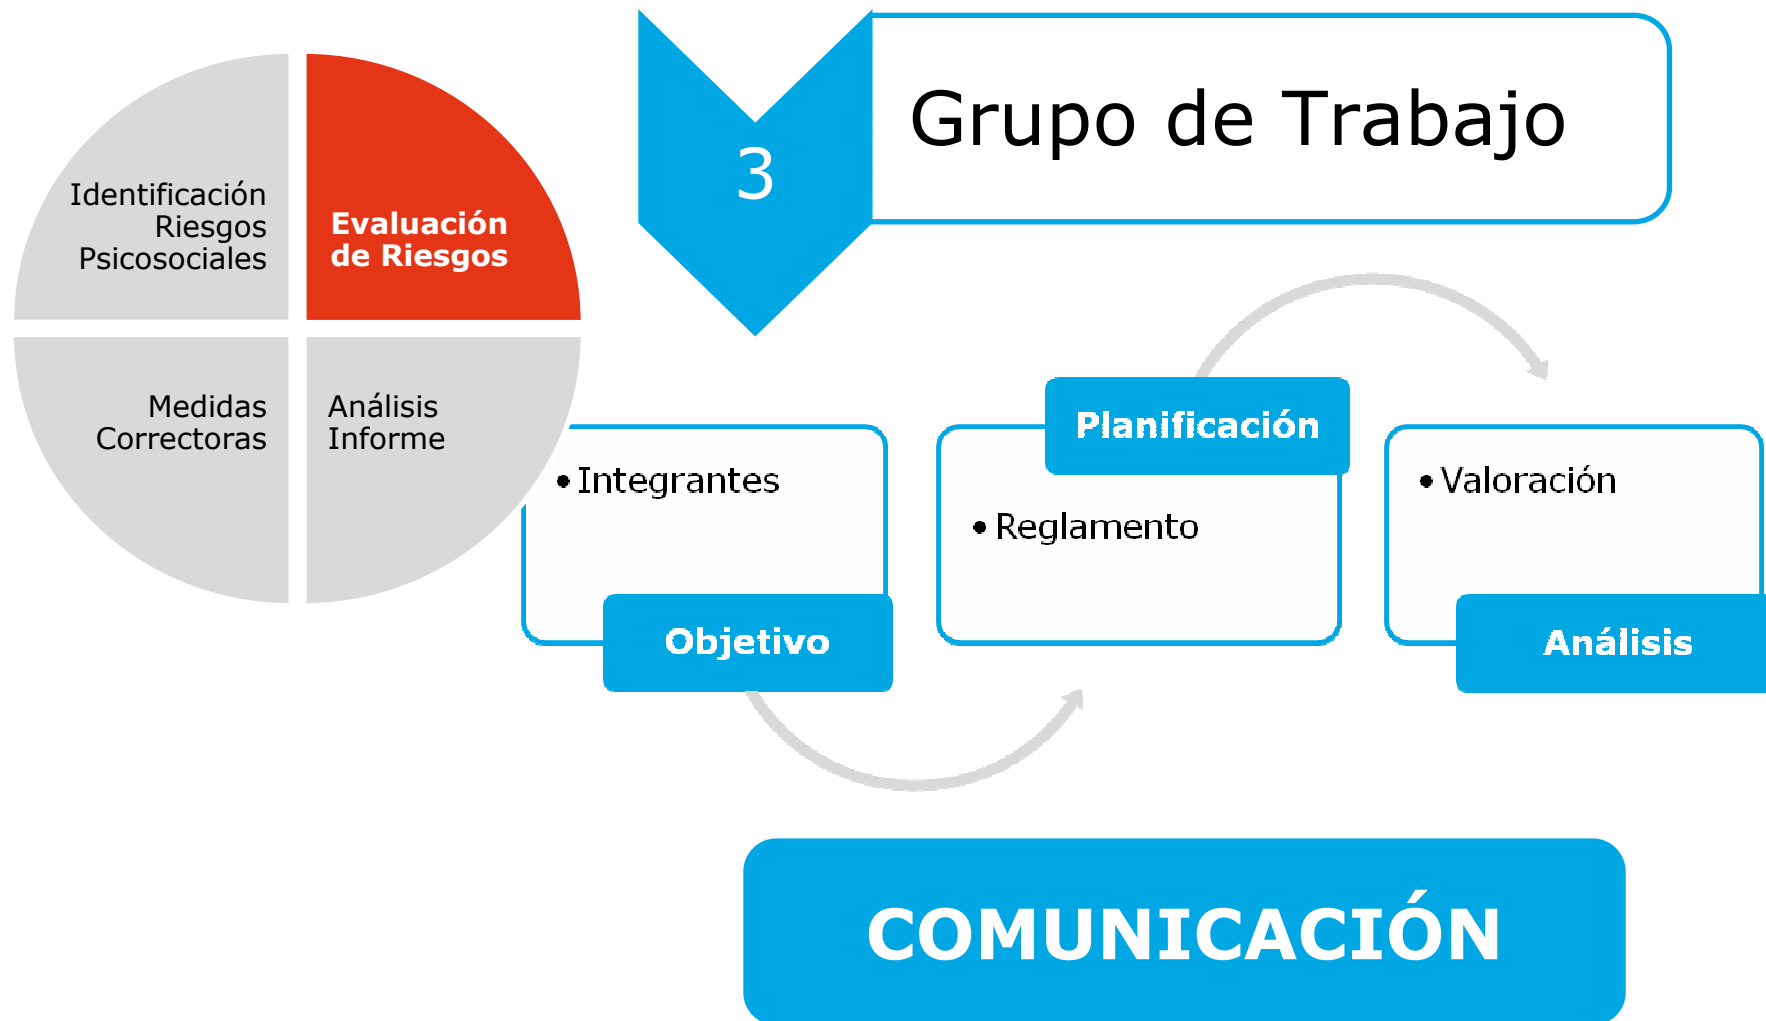 Identificación
Riesgos
Psicosociales
Evaluación
de Riesgos
Medidas
Correctoras
Análisis
Informe
3
Grupo de Trabajo
• Integrantes
Objetivo
Planificación
• Reglamento
• Valoración
Análisis
COMUNICACIÓN